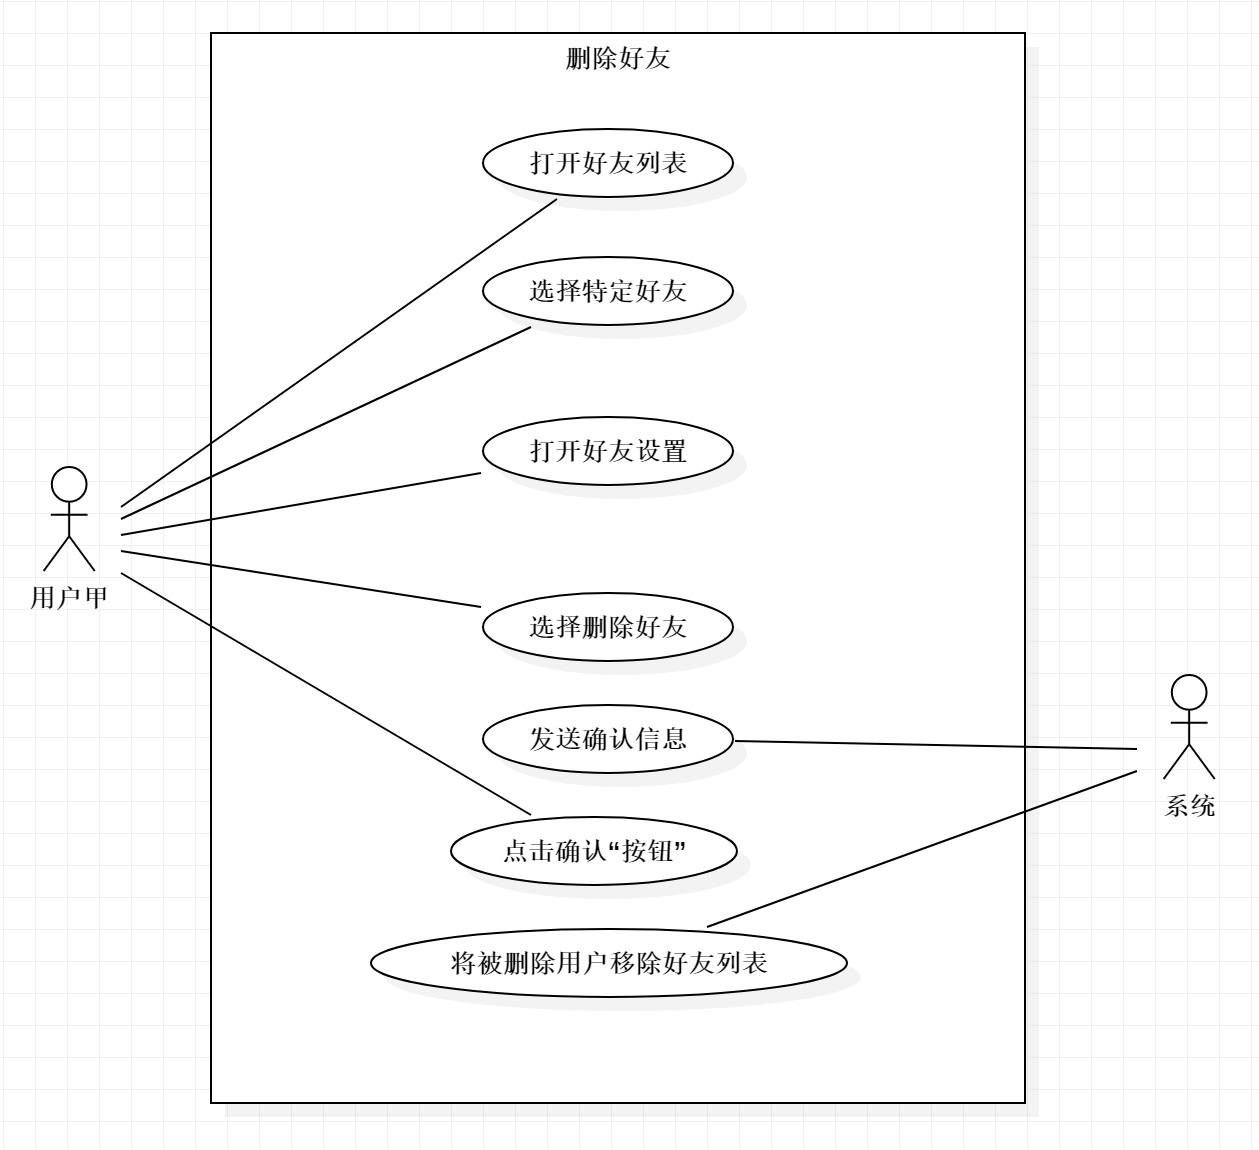 删除好友
打开好友列表
选择特定好友
打开好友设置
用户甲
选择删除好友
发送确认信息
系统
点击确认“按钮”
将被删除用户移除好友列表